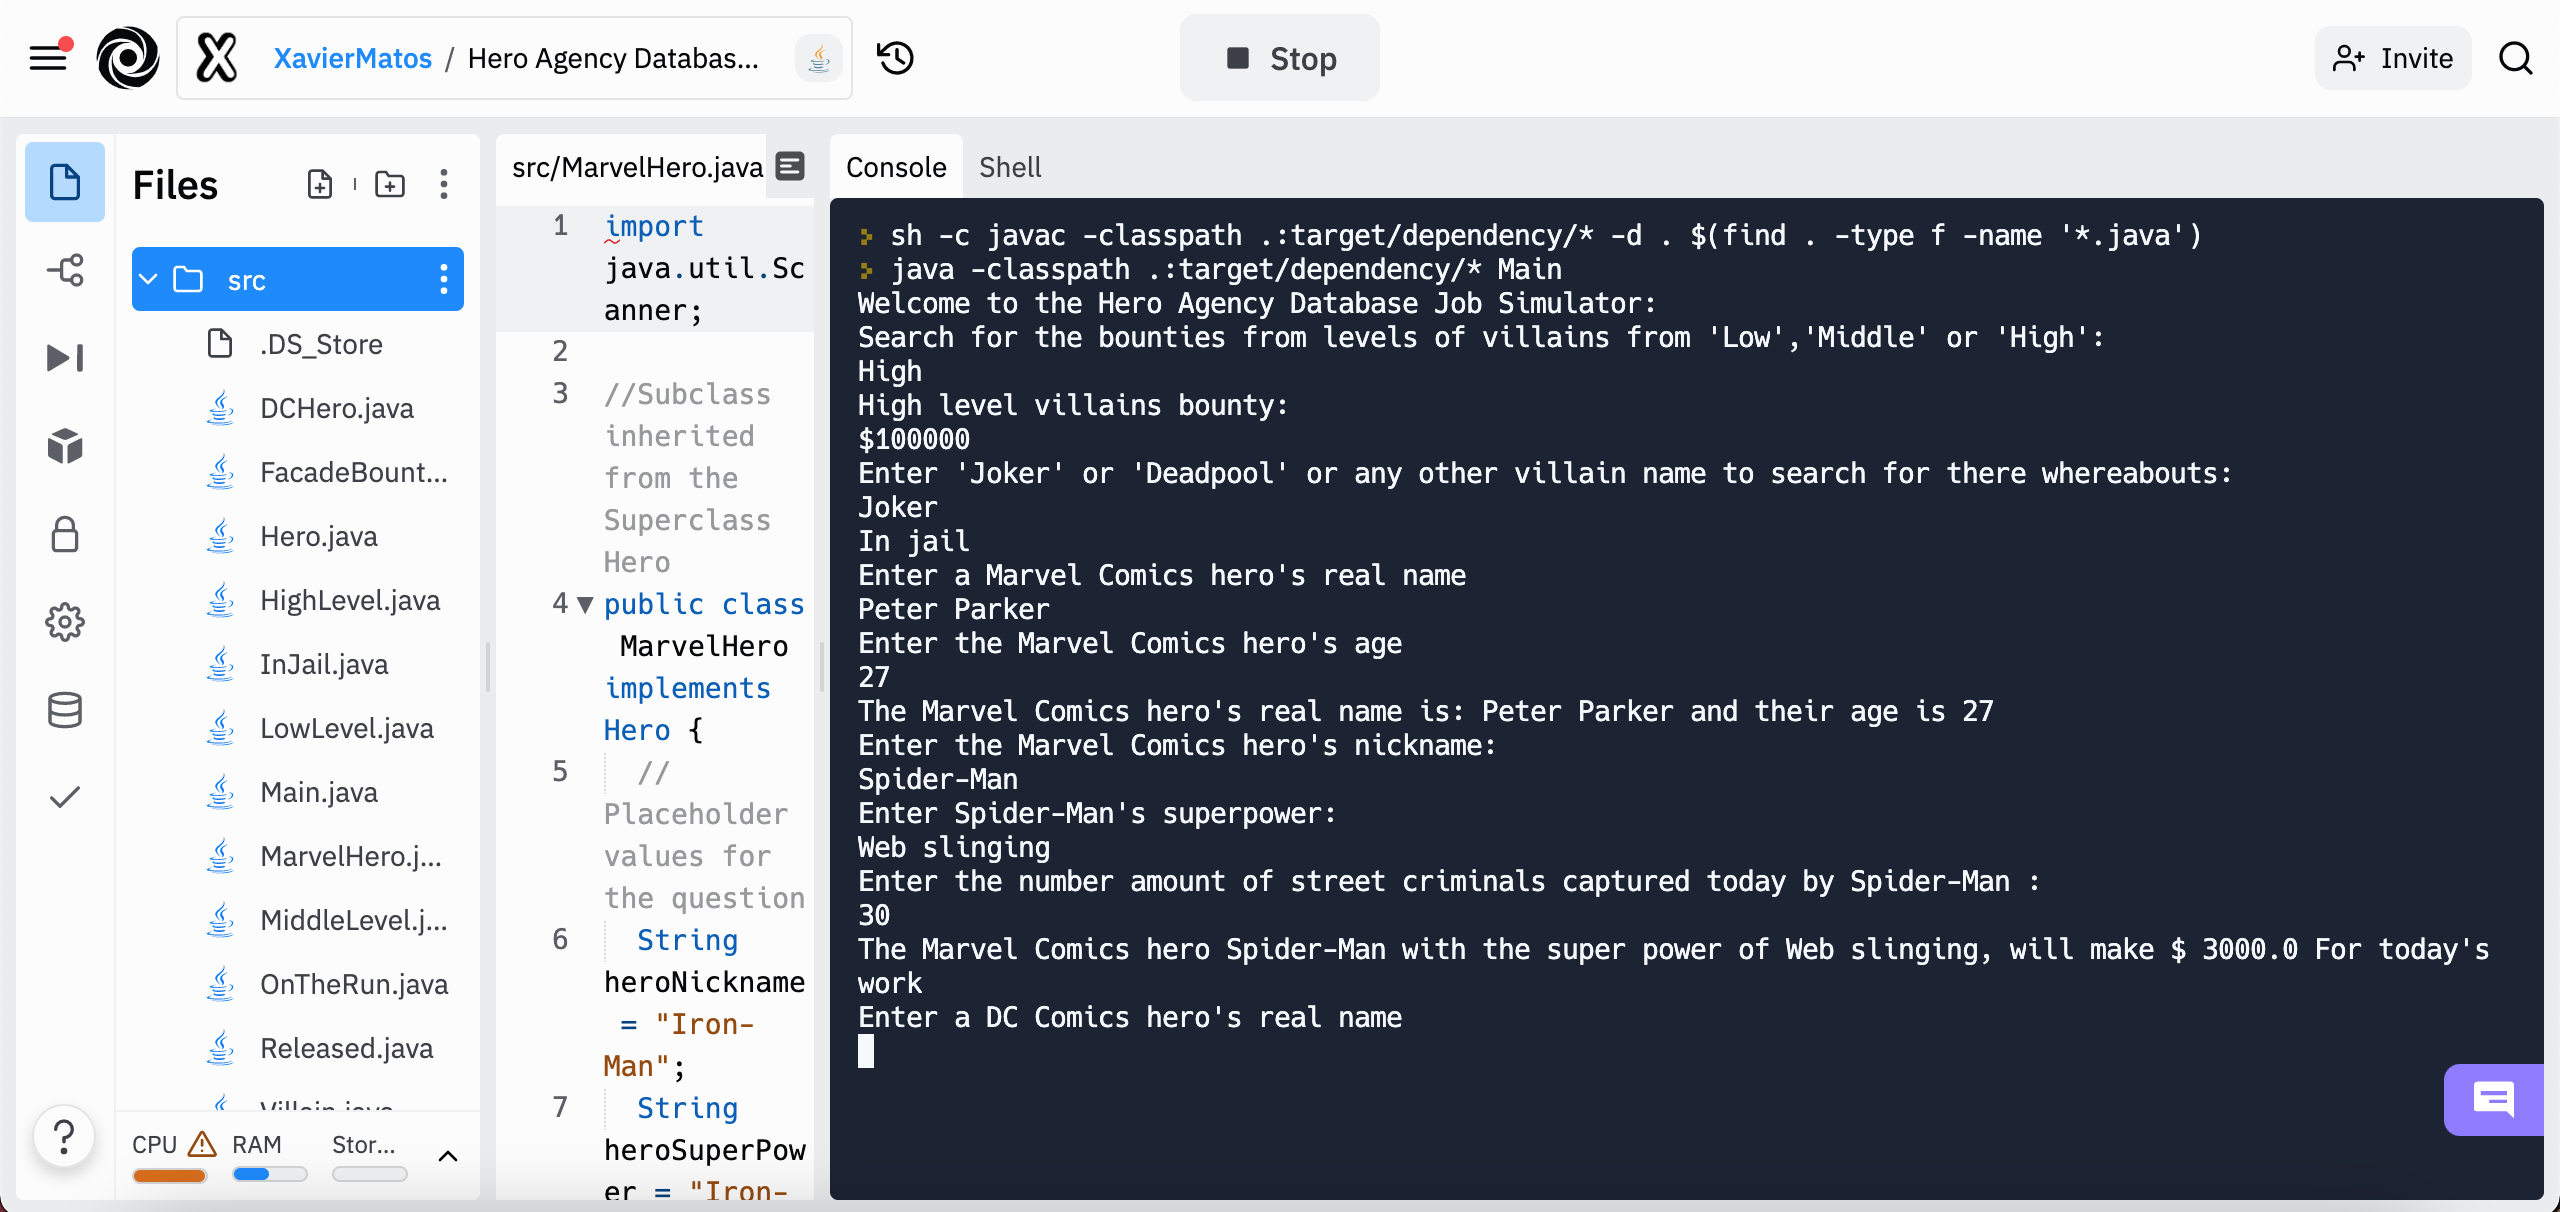 XavierMatos / Hero Agency Databas...
Stop
Invite
Files
src
.DS_Store
DCHero.java
FacadeBount...
Hero.java
HighLevel.java
InJail.java
LowLevel.java
Main.java
MarvelHero.j...
MiddleLevel.j...
OnTheRun.java
Released.java
Villain.java
CPU RAM Stor...
?
src/MarvelHero.java
1 import
java.util.Sc
anner;
2
3 //Subclass
inherited
from the
Superclass
Hero
4 public class
MarvelHero
implements
Hero {
5 //
Placeholder
values for
the question
6 String
heroNickname
= "Iron-
Man";
7 String
heroSuperPow
er = "Iron-
Console Shell
sh -c javac -classpath .:target/dependency/* -d . $(find . -type f -name '*.java')
java -classpath .:target/dependency/* Main
Welcome to the Hero Agency Database Job Simulator:
Search for the bounties from levels of villains from 'Low','Middle' or 'High':
High
High level villains bounty:
$100000
Enter 'Joker' or 'Deadpool' or any other villain name to search for there whereabouts:
Joker
In jail
Enter a Marvel Comics hero's real name
Peter Parker
Enter the Marvel Comics hero's age
27
The Marvel Comics hero's real name is: Peter Parker and their age is 27
Enter the Marvel Comics hero's nickname:
Spider-Man
Enter Spider-Man's superpower:
Web slinging
Enter the number amount of street criminals captured today by Spider-Man :
30
The Marvel Comics hero Spider-Man with the super power of Web slinging, will make $ 3000.0 For today's
work
Enter a DC Comics hero's real name